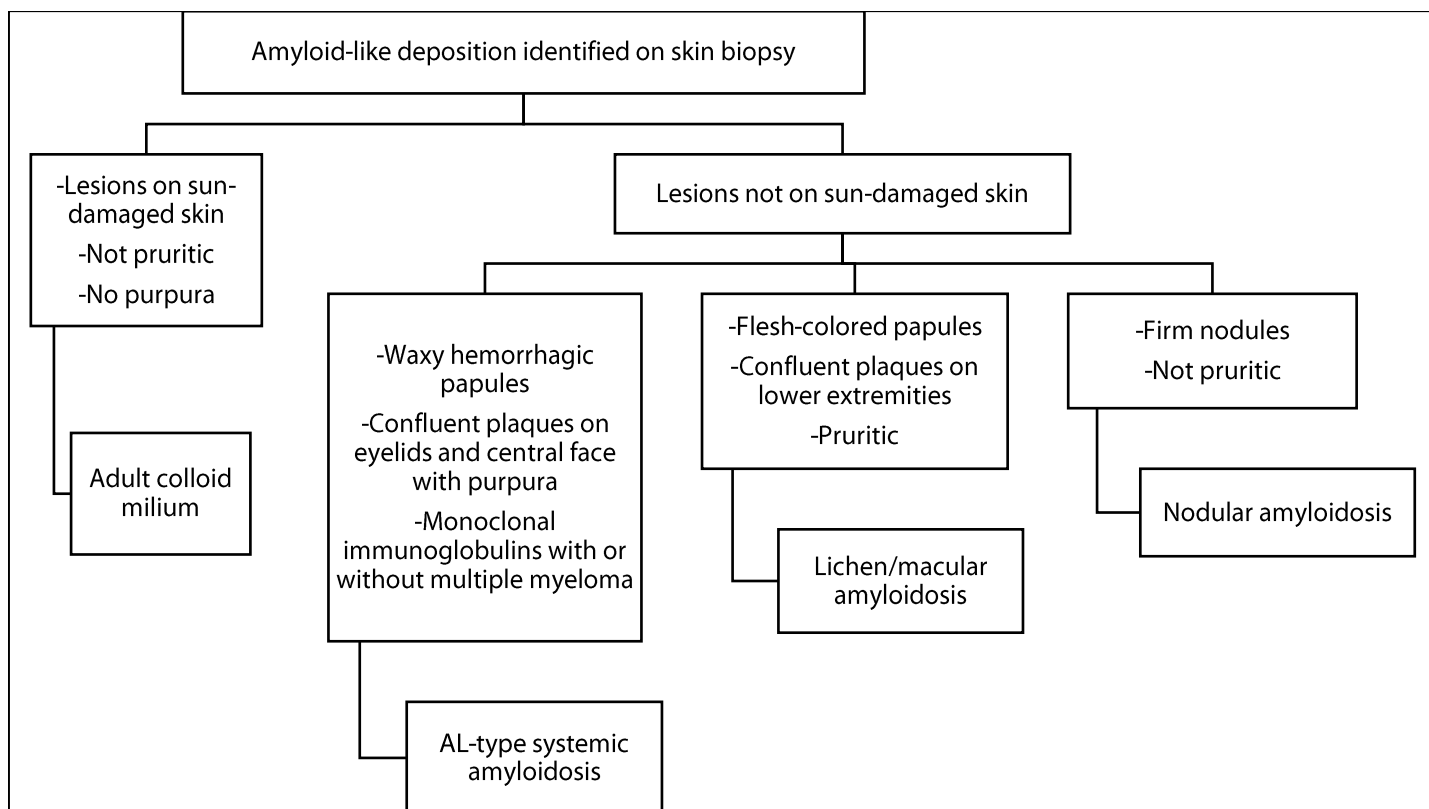 Amyloid-like deposition identified on skin biopsy
-Lesions on sun-
damaged skin
-Not pruritic
-No purpura
Lesions not on sun-damaged skin
-Waxy hemorrhagic
papules
-Confluent plaques on
eyelids and central face
with purpura
-Monoclonal
immunoglobulins with or
without multiple myeloma
-Flesh-colored papules
-Confluent plaques on
lower extremities
-Pruritic
-Firm nodules
-Not pruritic
Adult colloid
milium
Nodular amyloidosis
Lichen/macular
amyloidosis
AL-type systemic
amyloidosis